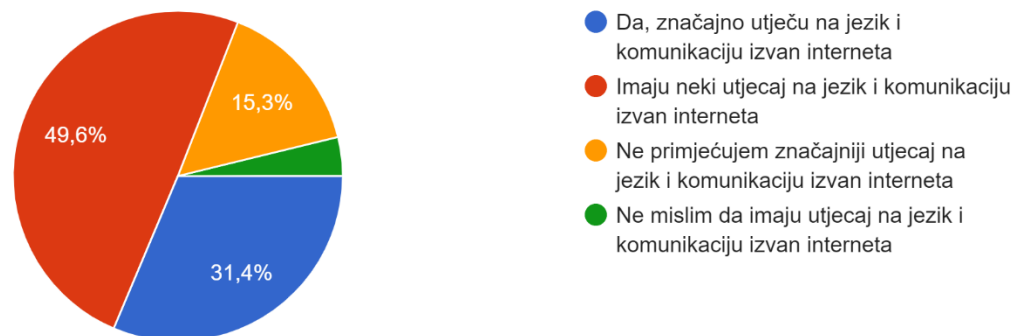 49,6%
15,3%
31,4%
Da, značajno utječu na jezik i
komunikaciju izvan interneta
Imaju neki utjecaj na jezik i komunikaciju
izvan interneta
Ne primjećujem značajniji utjecaj na
jezik i komunikaciju izvan interneta
Ne mislim da imaju utjecaj na jezik i
komunikaciju izvan interneta